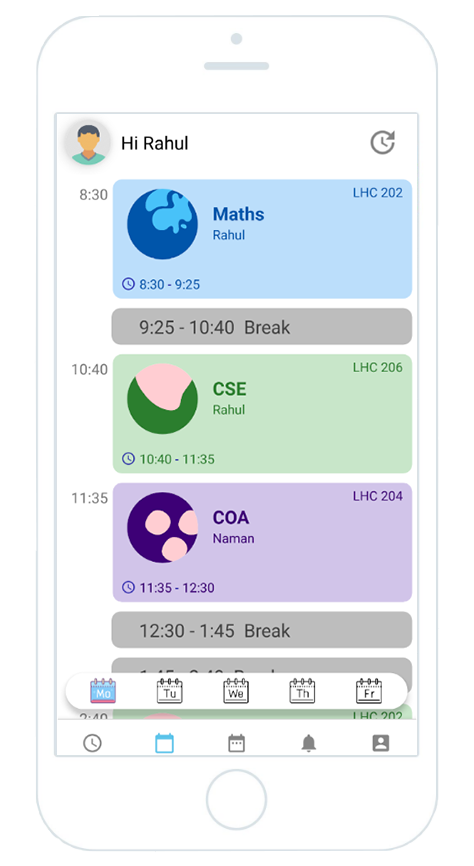 Hi Rahul
8:30
LHC 202
Maths
Rahul
8:30 - 9:25
9:25 - 10:40 Break
10:40
LHC 206
CSE
Rahul
10:40 - 11:35
11:35
LHC 204
COA
Naman
11:35 - 12:30
12:30 - 1:45 Break
Mo
Tu
We
Th
Fr
2:40
LHC 202